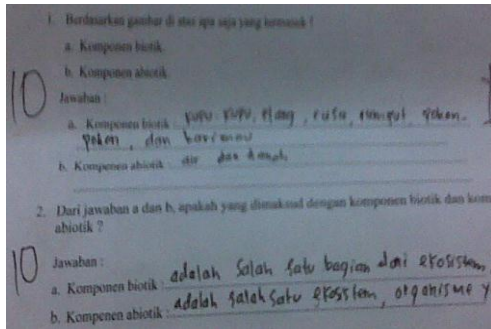 1. Berdasarkan gambar di atas apa saja yang termasuk !
a. Komponen biotik.
b. Komponen abiotik
10
Jawaban :
a. Komponen biotik : kupu-kupu, elang, rusa, rumput pohon.
pohon, dan harimau
b. Komponen abiotik : air dan tanah
2. Dari jawaban a dan b, apakah yang dimaksud dengan komponen biotik dan kom
abiotik ?
10
Jawaban :
a. Komponen biotik : adalah Salah satu bagian dari ekosistem
b. Kompenen abiotik : adalah salah satu ekosstem, organisme y